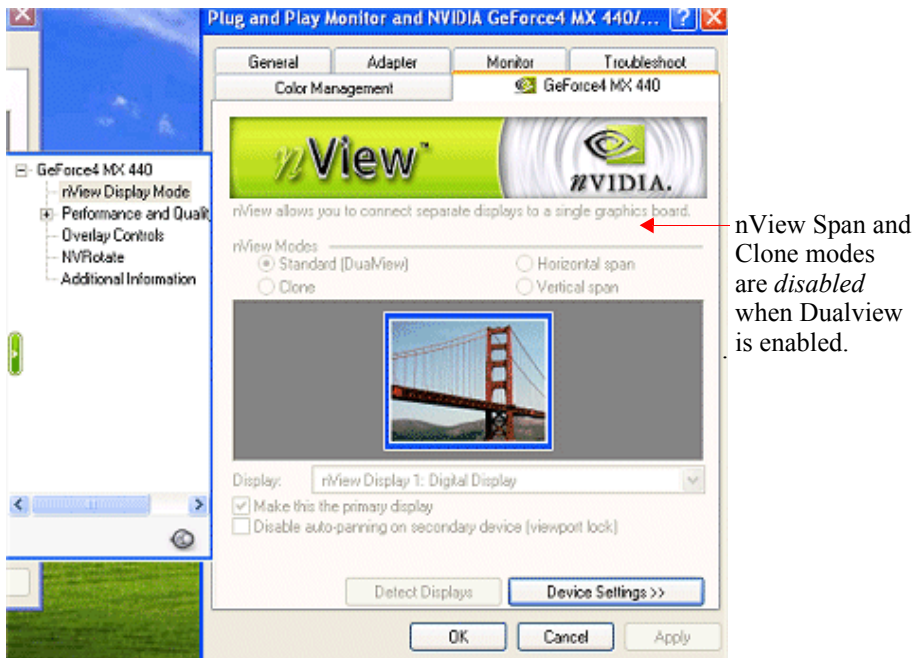 Plug and Play Monitor and NVIDIA GeForce4 MX 440/...
General Adapter Monitor Troubleshoot
Color Management GeForce4 MX 440
nView™
NVIDIA.
nView allows you to connect separate displays to a single graphics board.
nView Modes
Standard (DualView) Horizontal span
Clone Vertical span
Display: nView Display 1: Digital Display
Make this the primary display
Disable auto-panning on secondary device (viewport lock)
Detect Displays Device Settings >>
OK Cancel Apply
GeForce4 MX 440
nView Display Mode
Performance and Qualit
Overlay Controls
NVRotate
Additional Information
nView Span and
Clone modes
are disabled
when Dualview
is enabled.